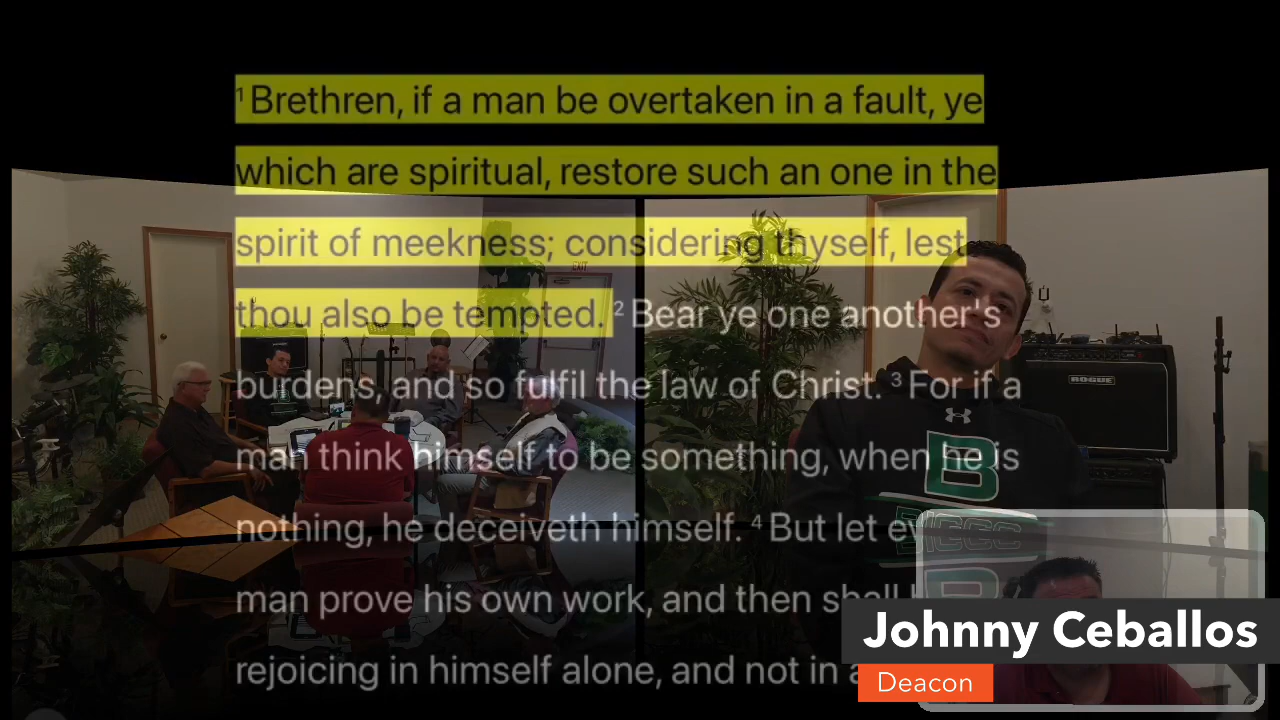 1 Brethren, if a man be overtaken in a fault, ye
which are spiritual, restore such an one in the
spirit of meekness; considering thyself, lest
thou also be tempted. 2 Bear ye one another's
burdens, and so fulfil the law of Christ. 3 For if a
man think himself to be something, when he is
nothing, he deceiveth himself. 4 But let
man prove his own work, and then shall
rejoicing in himself alone, and not in
EXIT
ROGUE
B
Johnny Ceballos
Deacon